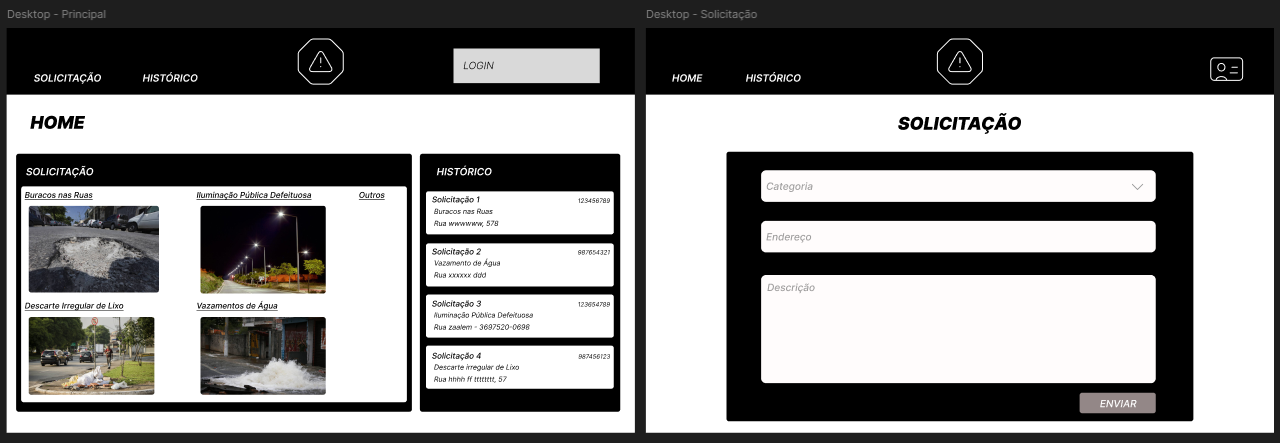 Desktop - Principal
SOLICITAÇÃO
HISTÓRICO
LOGIN
HOME
SOLICITAÇÃO
Buracos nas Ruas
Iluminação Pública Defeituosa
Outros
Descarte Irregular de Lixo
Vazamentos de Água
HISTÓRICO
Solicitação 1
123456789
Buracos nas Ruas
Rua wwwwww, 578
Solicitação 2
987654321
Vazamento de Água
Rua xxxxxx ddd
Solicitação 3
123654789
Iluminação Pública Defeituosa
Rua zaalem - 3697520-0698
Solicitação 4
987456123
Descarte irregular de Lixo
Rua hhhh ff tttttttt, 57
Desktop - Solicitação
HOME
HISTÓRICO
SOLICITAÇÃO
Categoria
Endereço
Descrição
ENVIAR